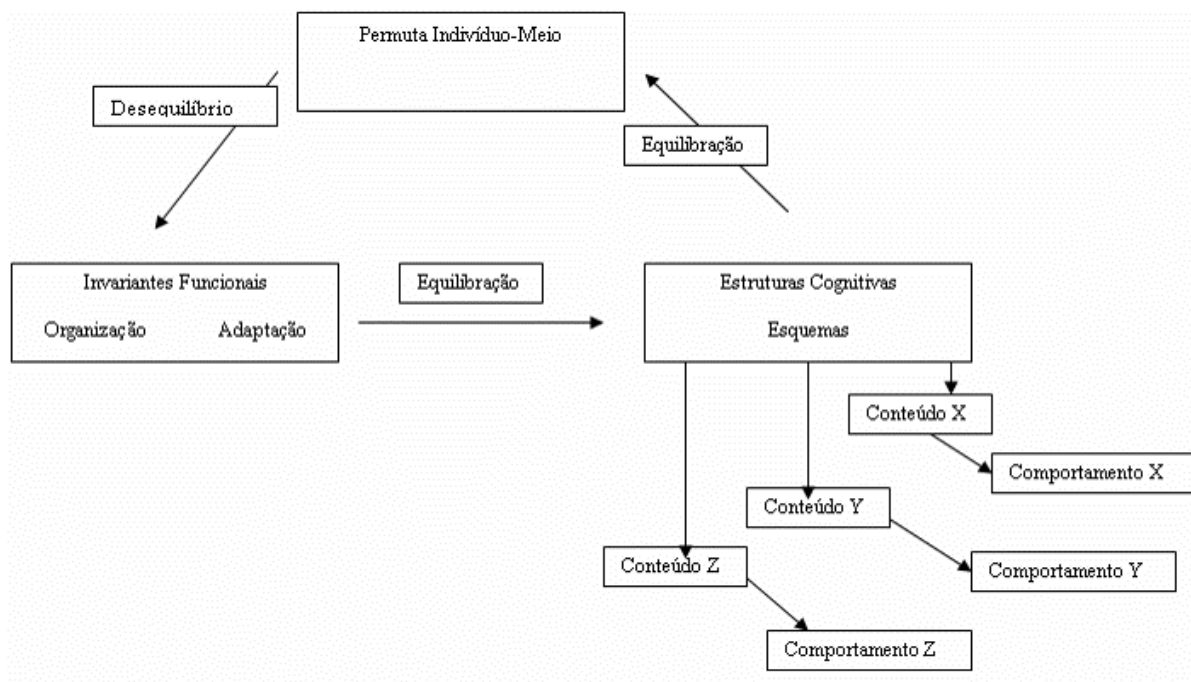 Permuta Indivíduo-Meio
Desequilíbrio
Equilibração
Invariantes Funcionais
Organização Adaptação
Equilibração
Estruturas Cognitivas
Esquemas
Conteúdo X
Comportamento X
Conteúdo Y
Comportamento Y
Conteúdo Z
Comportamento Z